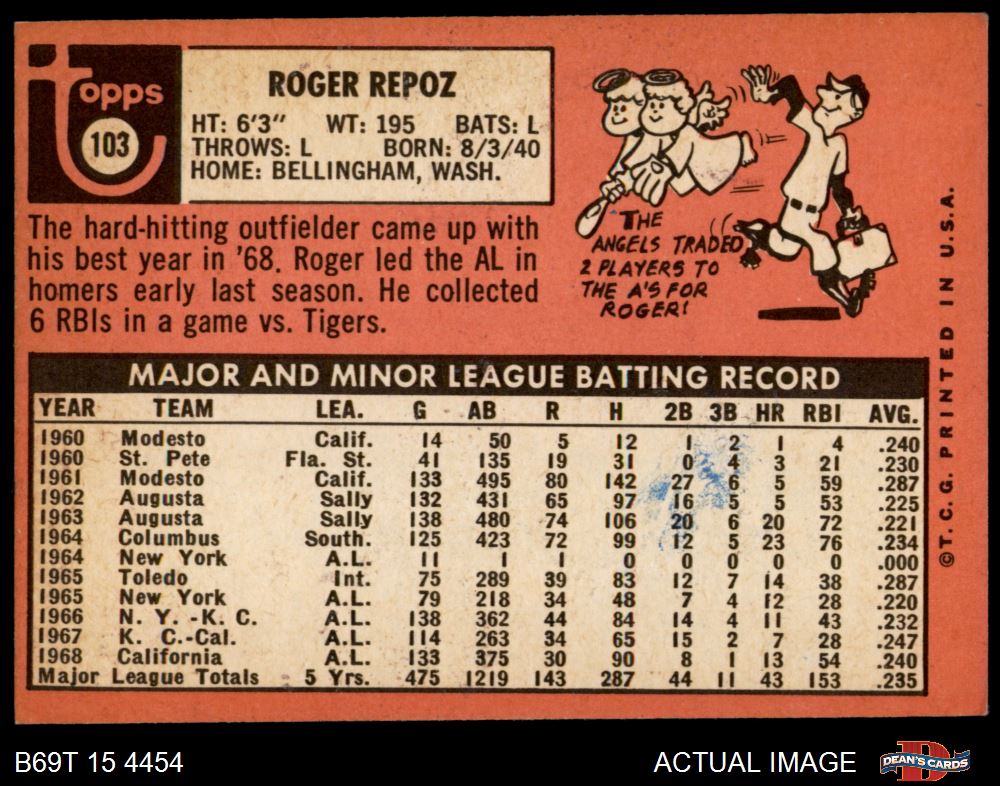 topps
103
ROGER REPOZ
HT: 6'3" WT: 195 BATS: L
THROWS: L BORN: 8/3/40
HOME: BELLINGHAM, WASH.
The hard-hitting outfielder came up with
his best year in '68. Roger led the AL in
homers early last season. He collected
6 RBIs in a game vs. Tigers.
THE
ANGELS TRADED
2 PLAYERS TO
THE A'S FOR
ROGER!
MAJOR AND MINOR LEAGUE BATTING RECORD
YEAR TEAM LEA. G AB R H 2B 3B HR RBI AVG.
1960 Modesto Calif. 14 50 5 12 1 2 1 4 .240
1960 St. Pete Fla. St. 41 135 19 31 0 4 3 21 .230
1961 Modesto Calif. 133 495 80 142 27 6 5 59 .287
1962 Augusta Sally 132 431 65 97 16 5 5 53 .225
1963 Augusta Sally 138 480 74 106 20 6 20 72 .221
1964 Columbus South. 125 423 72 99 12 5 23 76 .234
1964 New York A.L. 11 1 1 0 0 0 0 0 .000
1965 Toledo Int. 75 289 39 83 12 7 14 38 .287
1965 New York A.L. 79 218 34 48 7 4 12 28 .220
1966 N. Y. -K. C. A.L. 138 362 44 84 14 4 11 43 .232
1967 K. C.-Cal. A.L. 114 263 34 65 15 2 7 28 .247
1968 California A.L. 133 375 30 90 8 1 13 54 .240
Major League Totals 5 Yrs. 475 1219 143 287 44 11 43 153 .235
©T.C.G. PRINTED IN U.S.A.
B69T 15 4454
ACTUAL IMAGE
D
DEAN'S CARDS